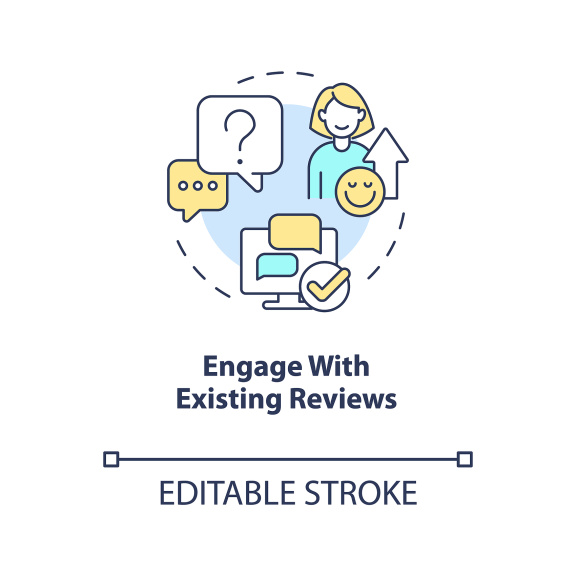 ?
Engage With
Existing Reviews
EDITABLE STROKE